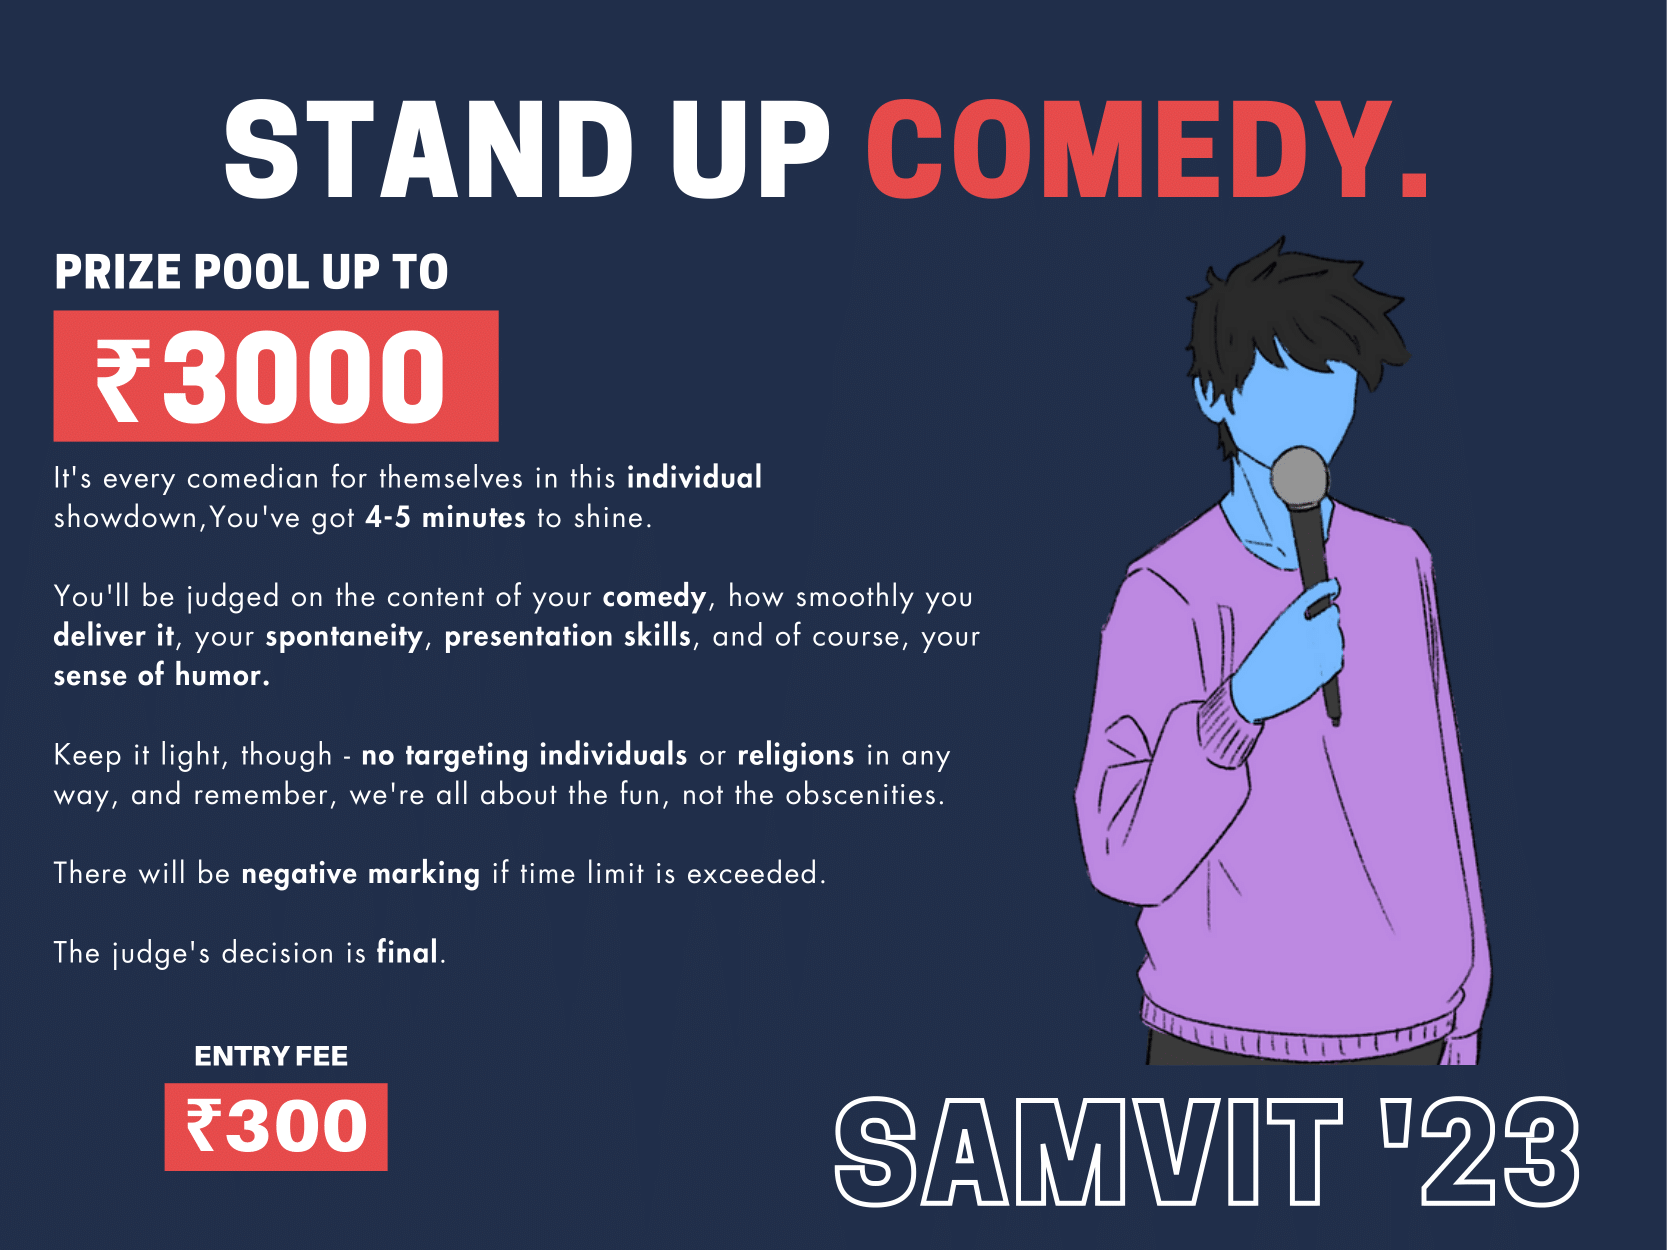 STAND UP COMEDY.
PRIZE POOL UP TO
₹3000
It's every comedian for themselves in this individual
showdown,You've got 4-5 minutes to shine.
You'll be judged on the content of your comedy, how smoothly you
deliver it, your spontaneity, presentation skills, and of course, your
sense of humor.
Keep it light, though - no targeting individuals or religions in any
way, and remember, we're all about the fun, not the obscenities.
There will be negative marking if time limit is exceeded.
The judge's decision is final.
ENTRY FEE
₹300
SAMVIT '23